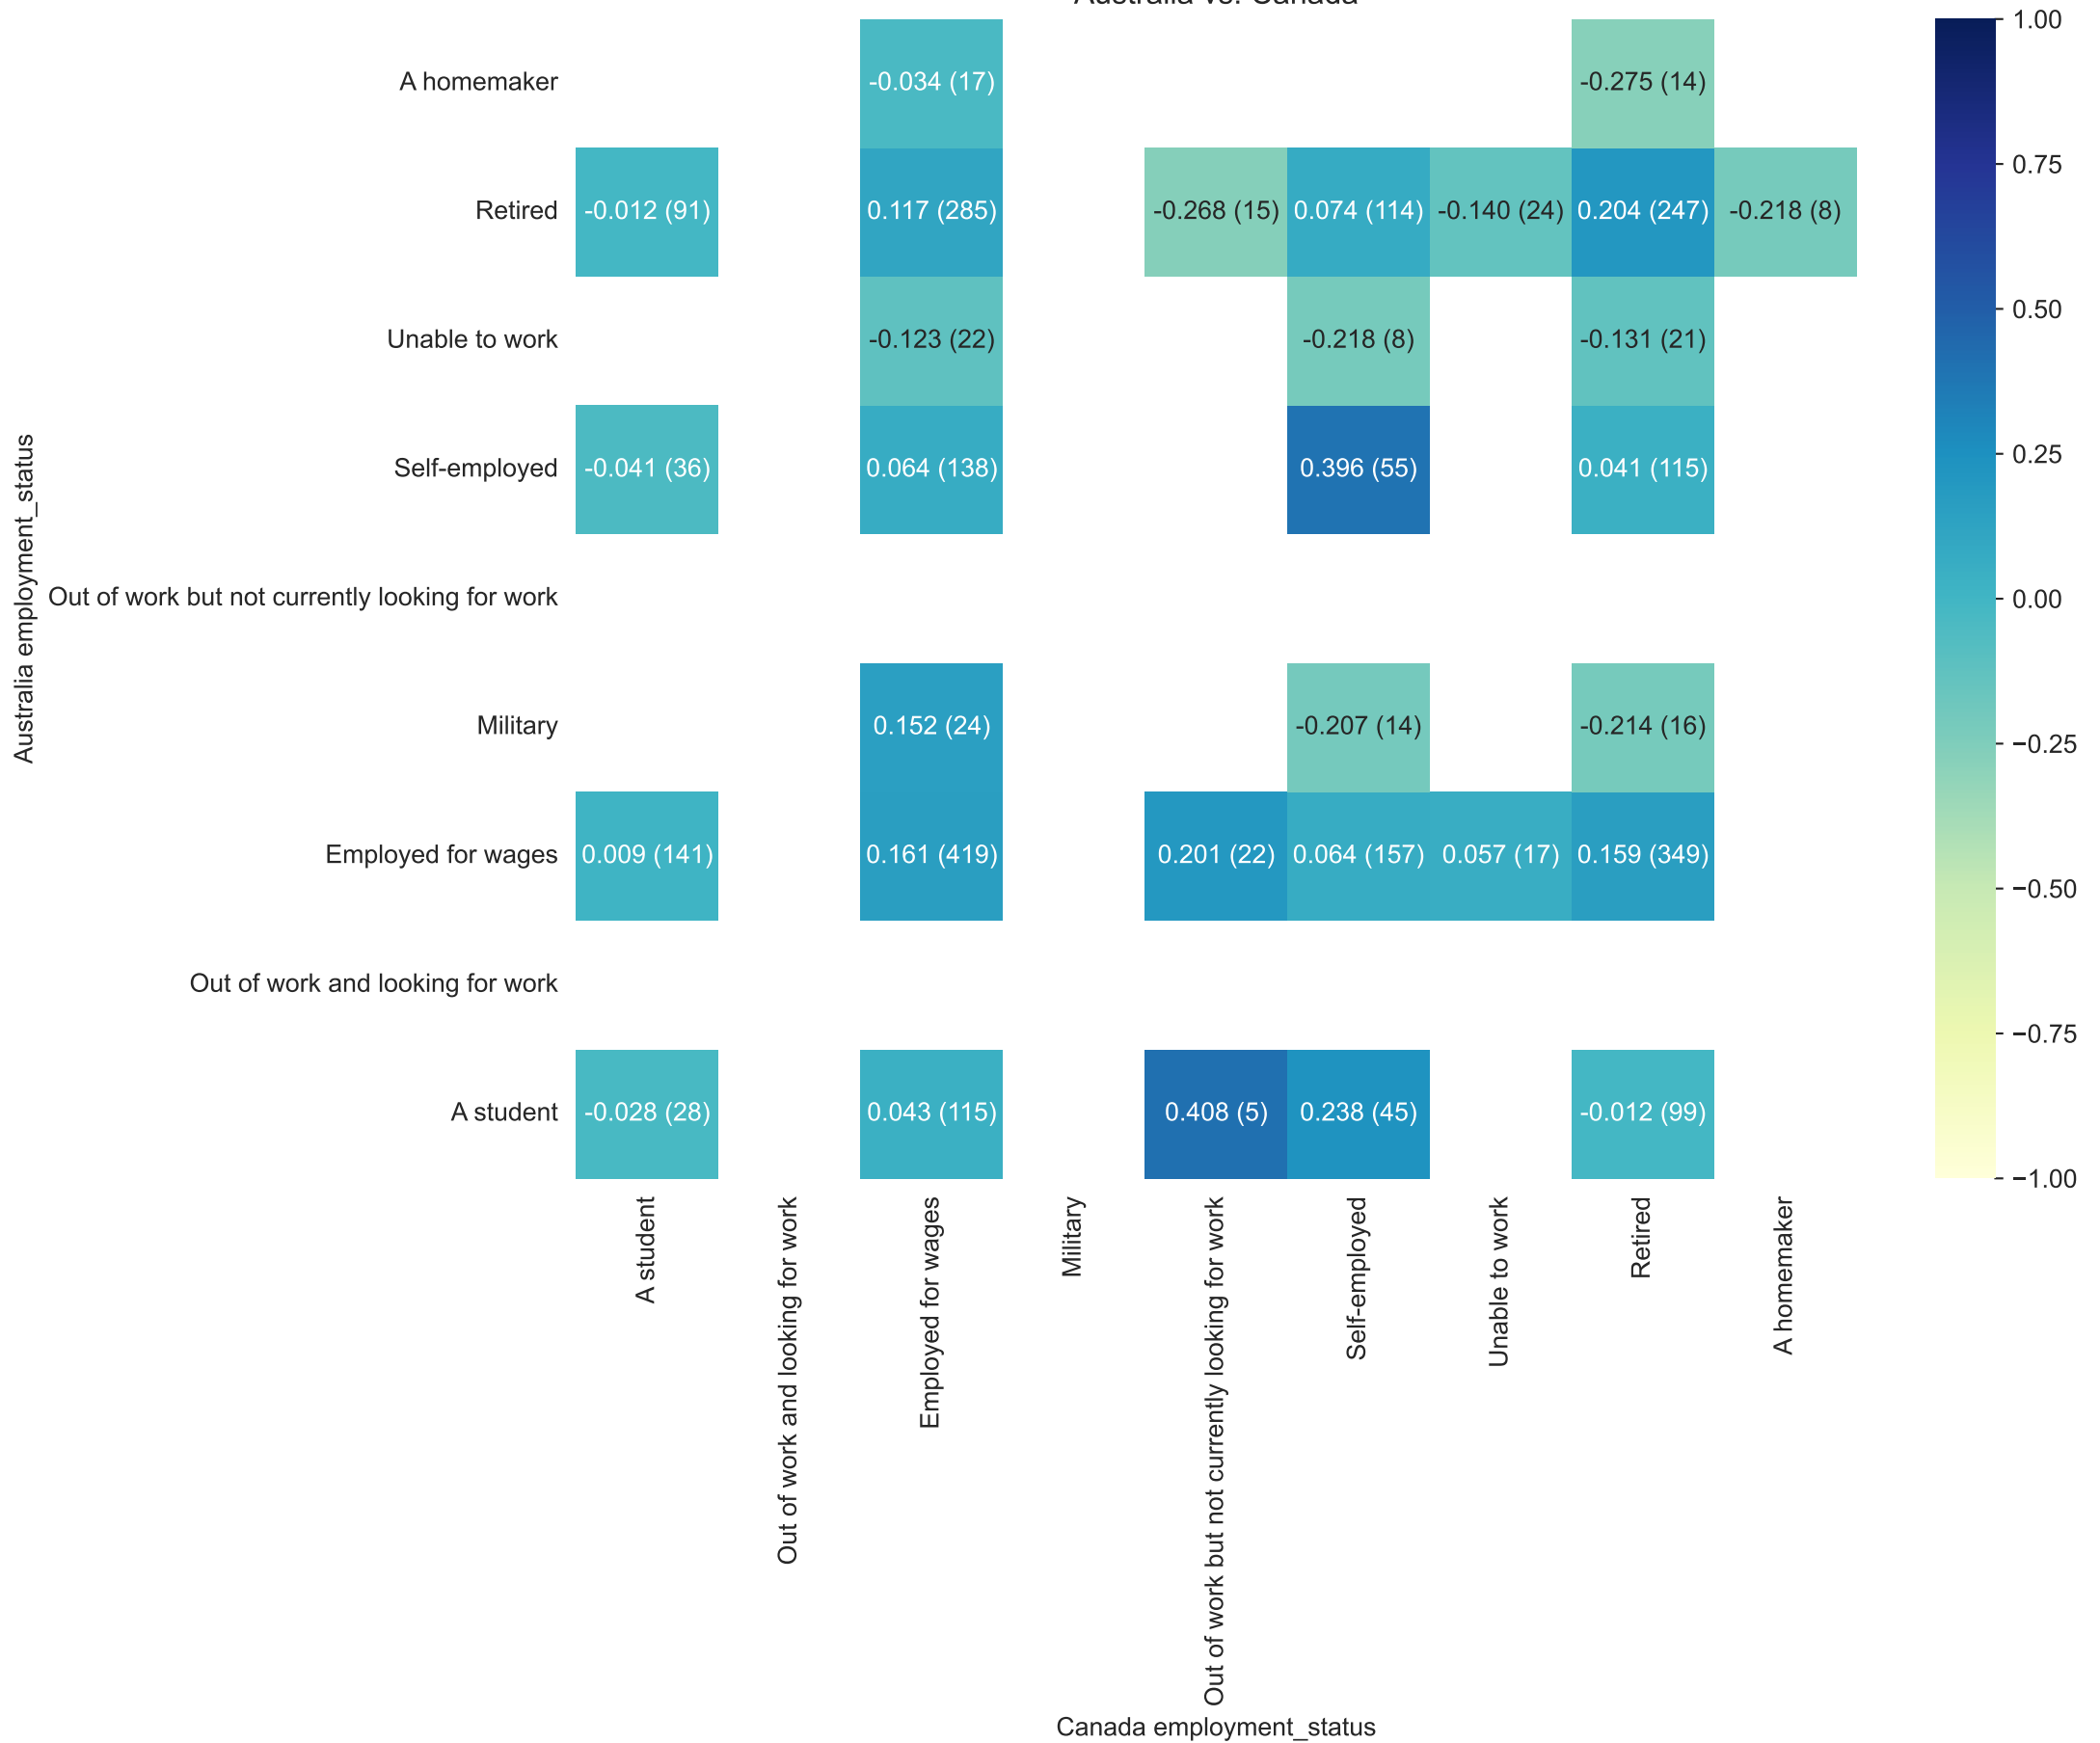 Australia vs. Canada
A homemaker
-0.034 (17)
-0.275 (14)
Retired
-0.012 (91)
0.117 (285)
-0.268 (15)
0.074 (114)
-0.140 (24)
0.204 (247)
-0.218 (8)
Unable to work
-0.123 (22)
-0.218 (8)
-0.131 (21)
Self-employed
-0.041 (36)
0.064 (138)
0.396 (55)
0.041 (115)
Out of work but not currently looking for work
Military
0.152 (24)
-0.207 (14)
-0.214 (16)
Employed for wages
0.009 (141)
0.161 (419)
0.201 (22)
0.064 (157)
0.057 (17)
0.159 (349)
Out of work and looking for work
A student
-0.028 (28)
0.043 (115)
0.408 (5)
0.238 (45)
-0.012 (99)
Australia employment_status
A student
Out of work and looking for work
Employed for wages
Military
Out of work but not currently looking for work
Self-employed
Unable to work
Retired
A homemaker
Canada employment_status
1.00
0.75
0.50
0.25
0.00
−0.25
−0.50
−0.75
−1.00